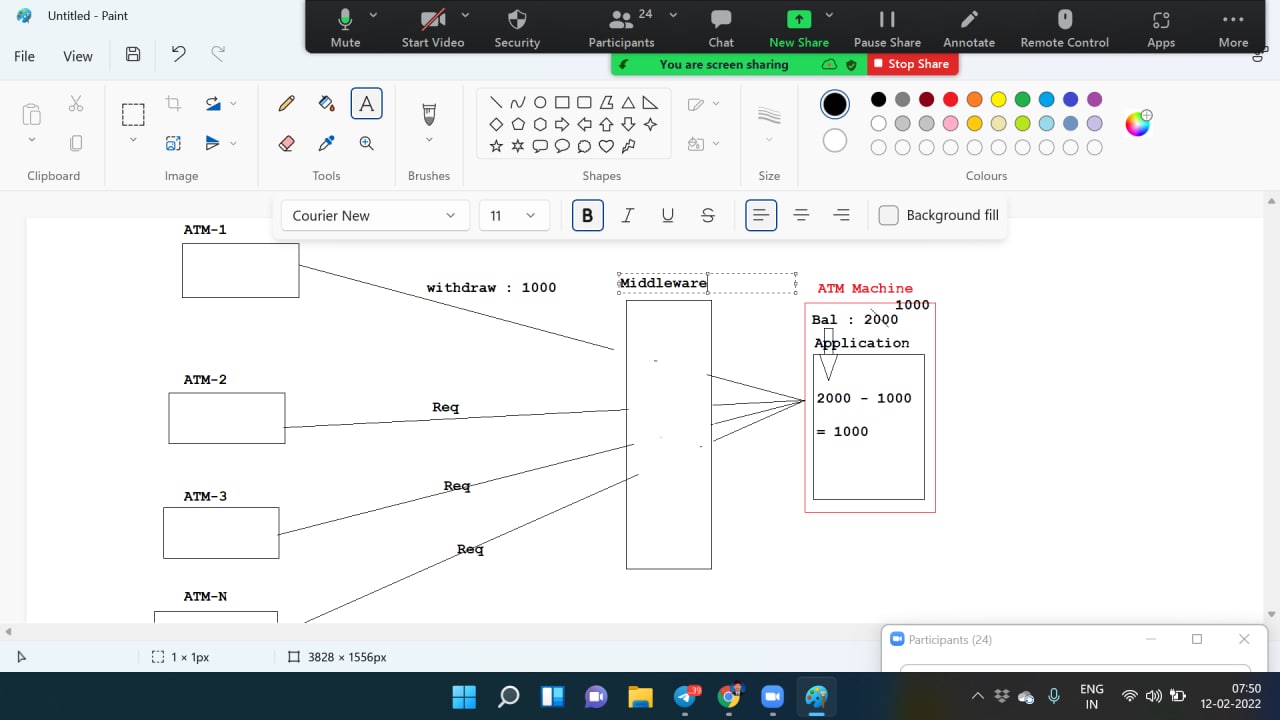 Untitled - Paint
Mute
Start Video
Security
24
Participants
Chat
New Share
Pause Share
Annotate
Remote Control
Apps
More
You are screen sharing
Stop Share
File
View
Clipboard
Image
A
Tools
Brushes
Shapes
Size
Colours
Courier New
11
B
I
U
S
Background fill
ATM-1
withdraw : 1000
Middleware
ATM Machine
1000
Bal : 2000
Application
2000 - 1000
= 1000
ATM-2
Req
ATM-3
Req
Req
ATM-N
Participants (24)
1 × 1px
3828 × 1556px
39
ENG
IN
07:50
12-02-2022